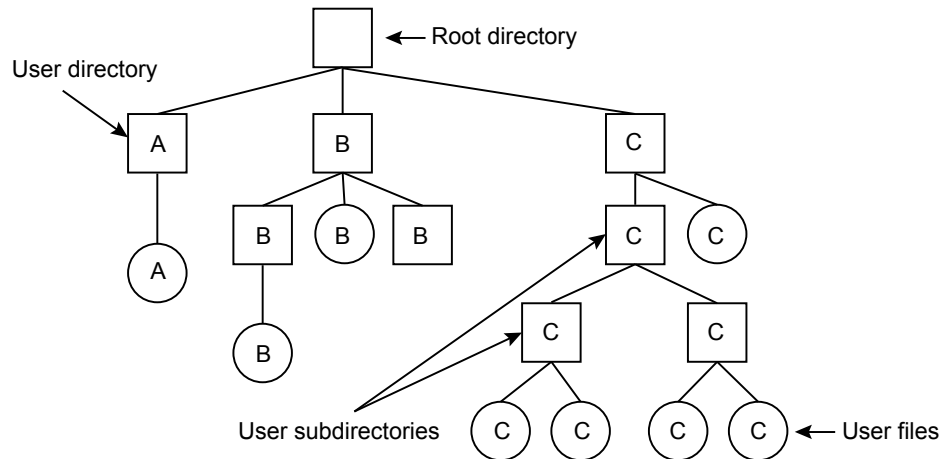 Root directory
User directory
A B C
B B B C C
A
B C C
User subdirectories C C C C User files